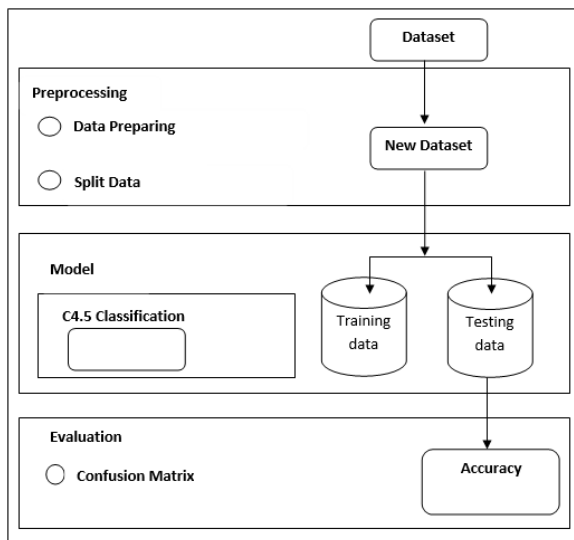 Dataset
Preprocessing
Data Preparing
New Dataset
Split Data
Model
C4.5 Classification
Training
data
Testing
data
Evaluation
Confusion Matrix
Accuracy